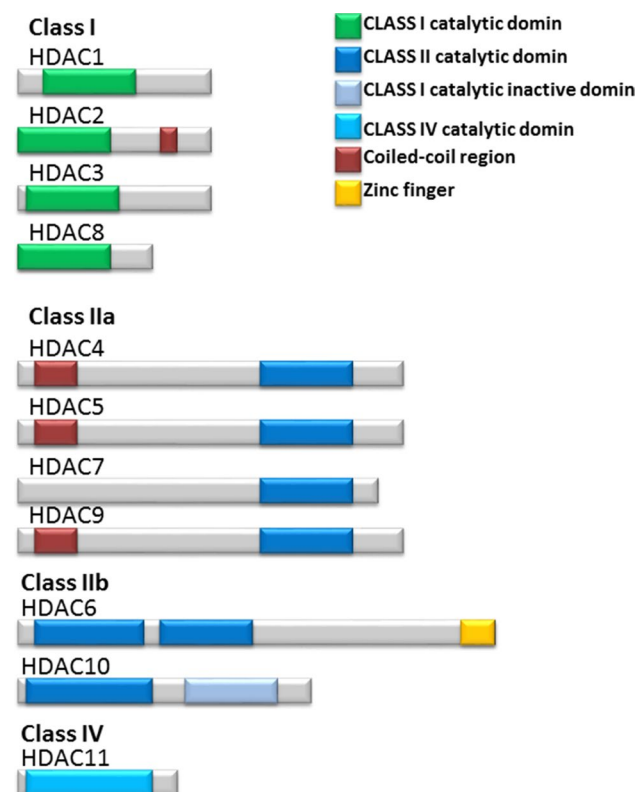 Class I
HDAC1
HDAC2
HDAC3
HDAC8
CLASS I catalytic domin
CLASS II catalytic domin
CLASS I catalytic inactive domin
CLASS IV catalytic domin
Coiled-coil region
Zinc finger
Class IIa
HDAC4
HDAC5
HDAC7
HDAC9
Class IIb
HDAC6
HDAC10
Class IV
HDAC11